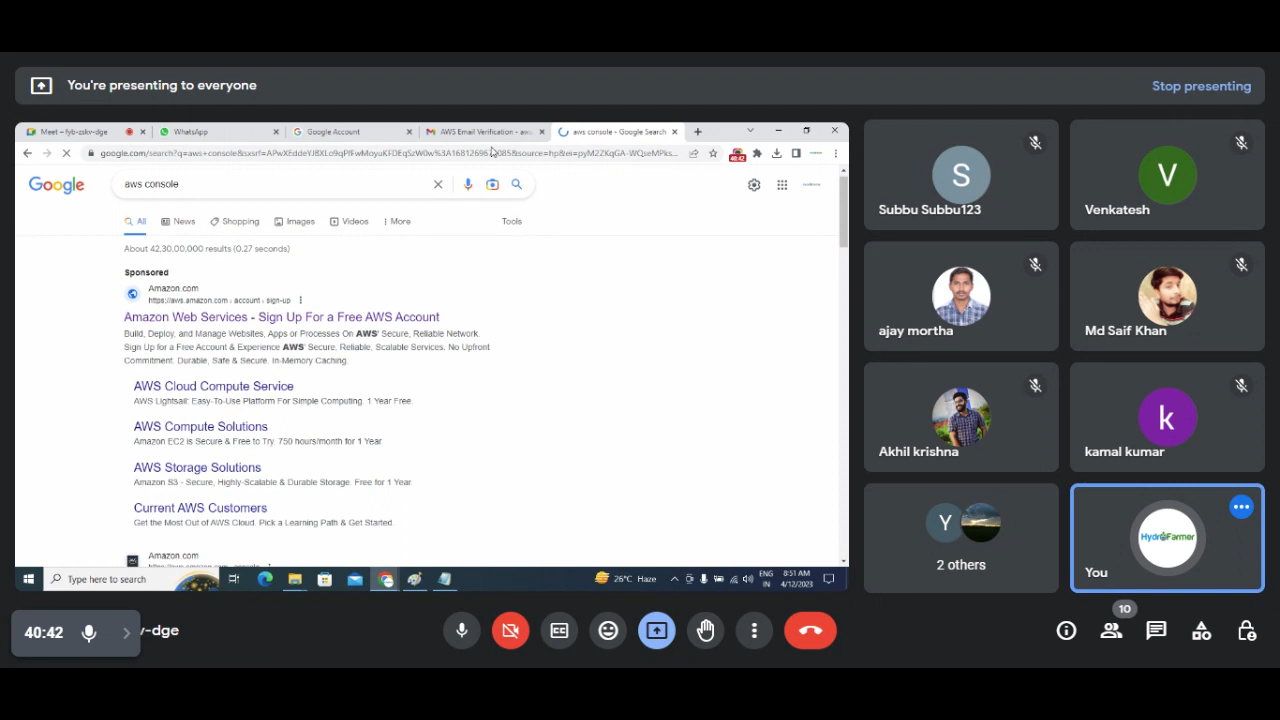 You're presenting to everyone
Stop presenting
Meet – fyb-zskv-dge
WhatsApp
Google Account
AWS Email Verification - aws
aws console - Google Search
Google
aws console
All
News
Shopping
Images
Videos
More
Tools
About 42,30,00,000 results (0.27 seconds)
Sponsored
Amazon.com
https://aws.amazon.com › account › sign-up
Amazon Web Services - Sign Up For a Free AWS Account
Build, Deploy, and Manage Websites, Apps or Processes On AWS' Secure, Reliable Network.
Sign Up for a Free Account & Experience AWS' Secure, Reliable, Scalable Services. No Upfront
Commitment. Durable, Safe & Secure. In-Memory Caching.
AWS Cloud Compute Service
AWS Lightsail: Easy-To-Use Platform For Simple Computing. 1 Year Free.
AWS Compute Solutions
Amazon EC2 is Secure & Free to Try. 750 hours/month for 1 Year
AWS Storage Solutions
Amazon S3 - Secure, Highly-Scalable & Durable Storage. Free for 1 Year
Current AWS Customers
Get the Most Out of AWS Cloud. Pick a Learning Path & Get Started.
Amazon.com
Type here to search
26°C Haze
ENG
IN
8:51 AM
4/12/2023
S
Subbu Subbu123
V
Venkatesh
ajay mortha
Md Saif Khan
Akhil krishna
k
kamal kumar
Y
2 others
HydroFarmer
You
40:42
v-dge
10